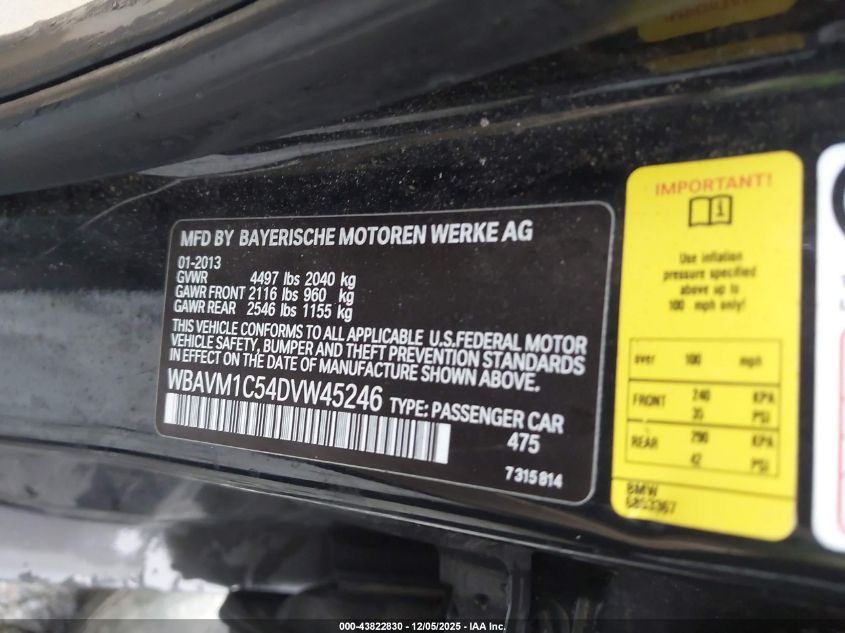 MFD BY BAYERISCHE MOTOREN WERKE AG
01-2013
GVWR 4497 lbs 2040 kg
GAWR FRONT 2116 lbs 960 kg
GAWR REAR 2546 lbs 1155 kg
THIS VEHICLE CONFORMS TO ALL APPLICABLE U.S.FEDERAL MOTOR
VEHICLE SAFETY, BUMPER AND THEFT PREVENTION STANDARDS
IN EFFECT ON THE DATE OF MANUFACTURE SHOWN ABOVE.
WBAVM1C54DVW45246 TYPE: PASSENGER CAR
475
7 315 814
IMPORTANT!
Use inflation
pressure specified
above up to
100 mph only!
over 100 mph
FRONT 240 KPA
35 PSI
REAR 290 KPA
42 PSI
BMW
6853367
000-43822830 - 12/05/2025 - IAA Inc.